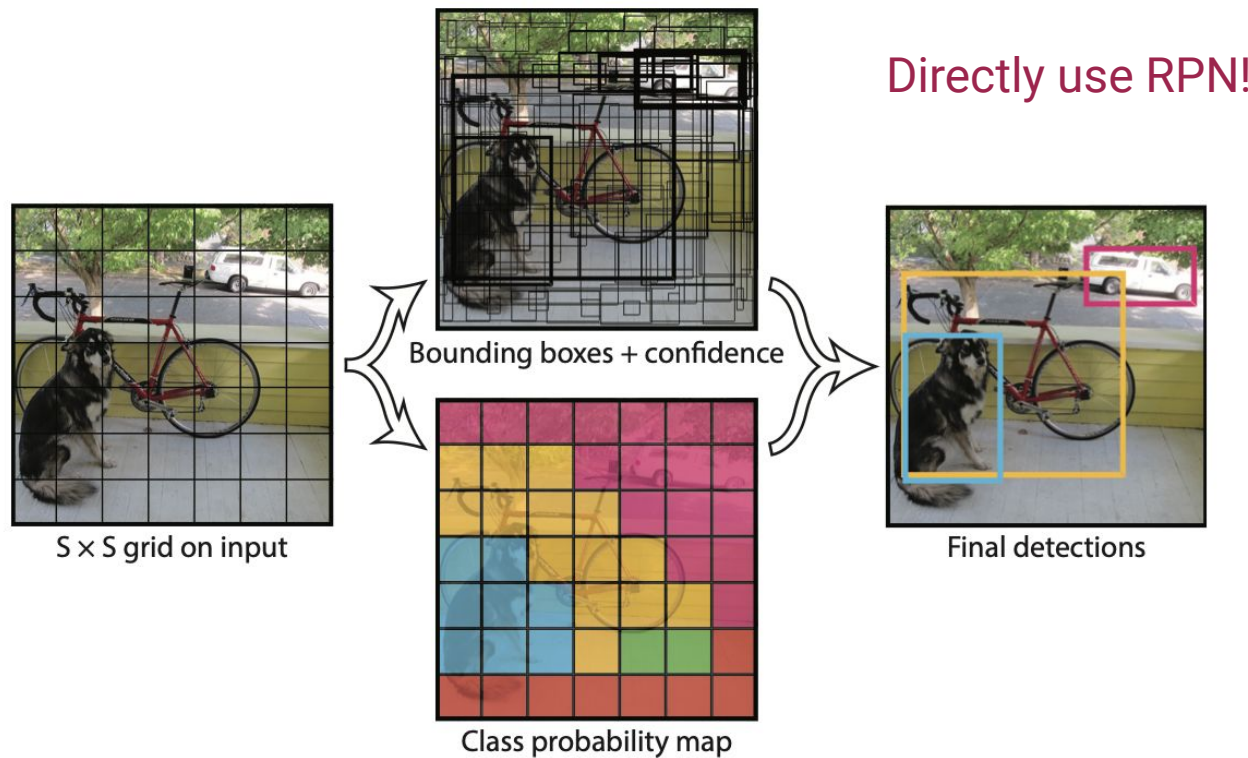 Directly use RPN!
Bounding boxes + confidence
S × S grid on input
Final detections
Class probability map